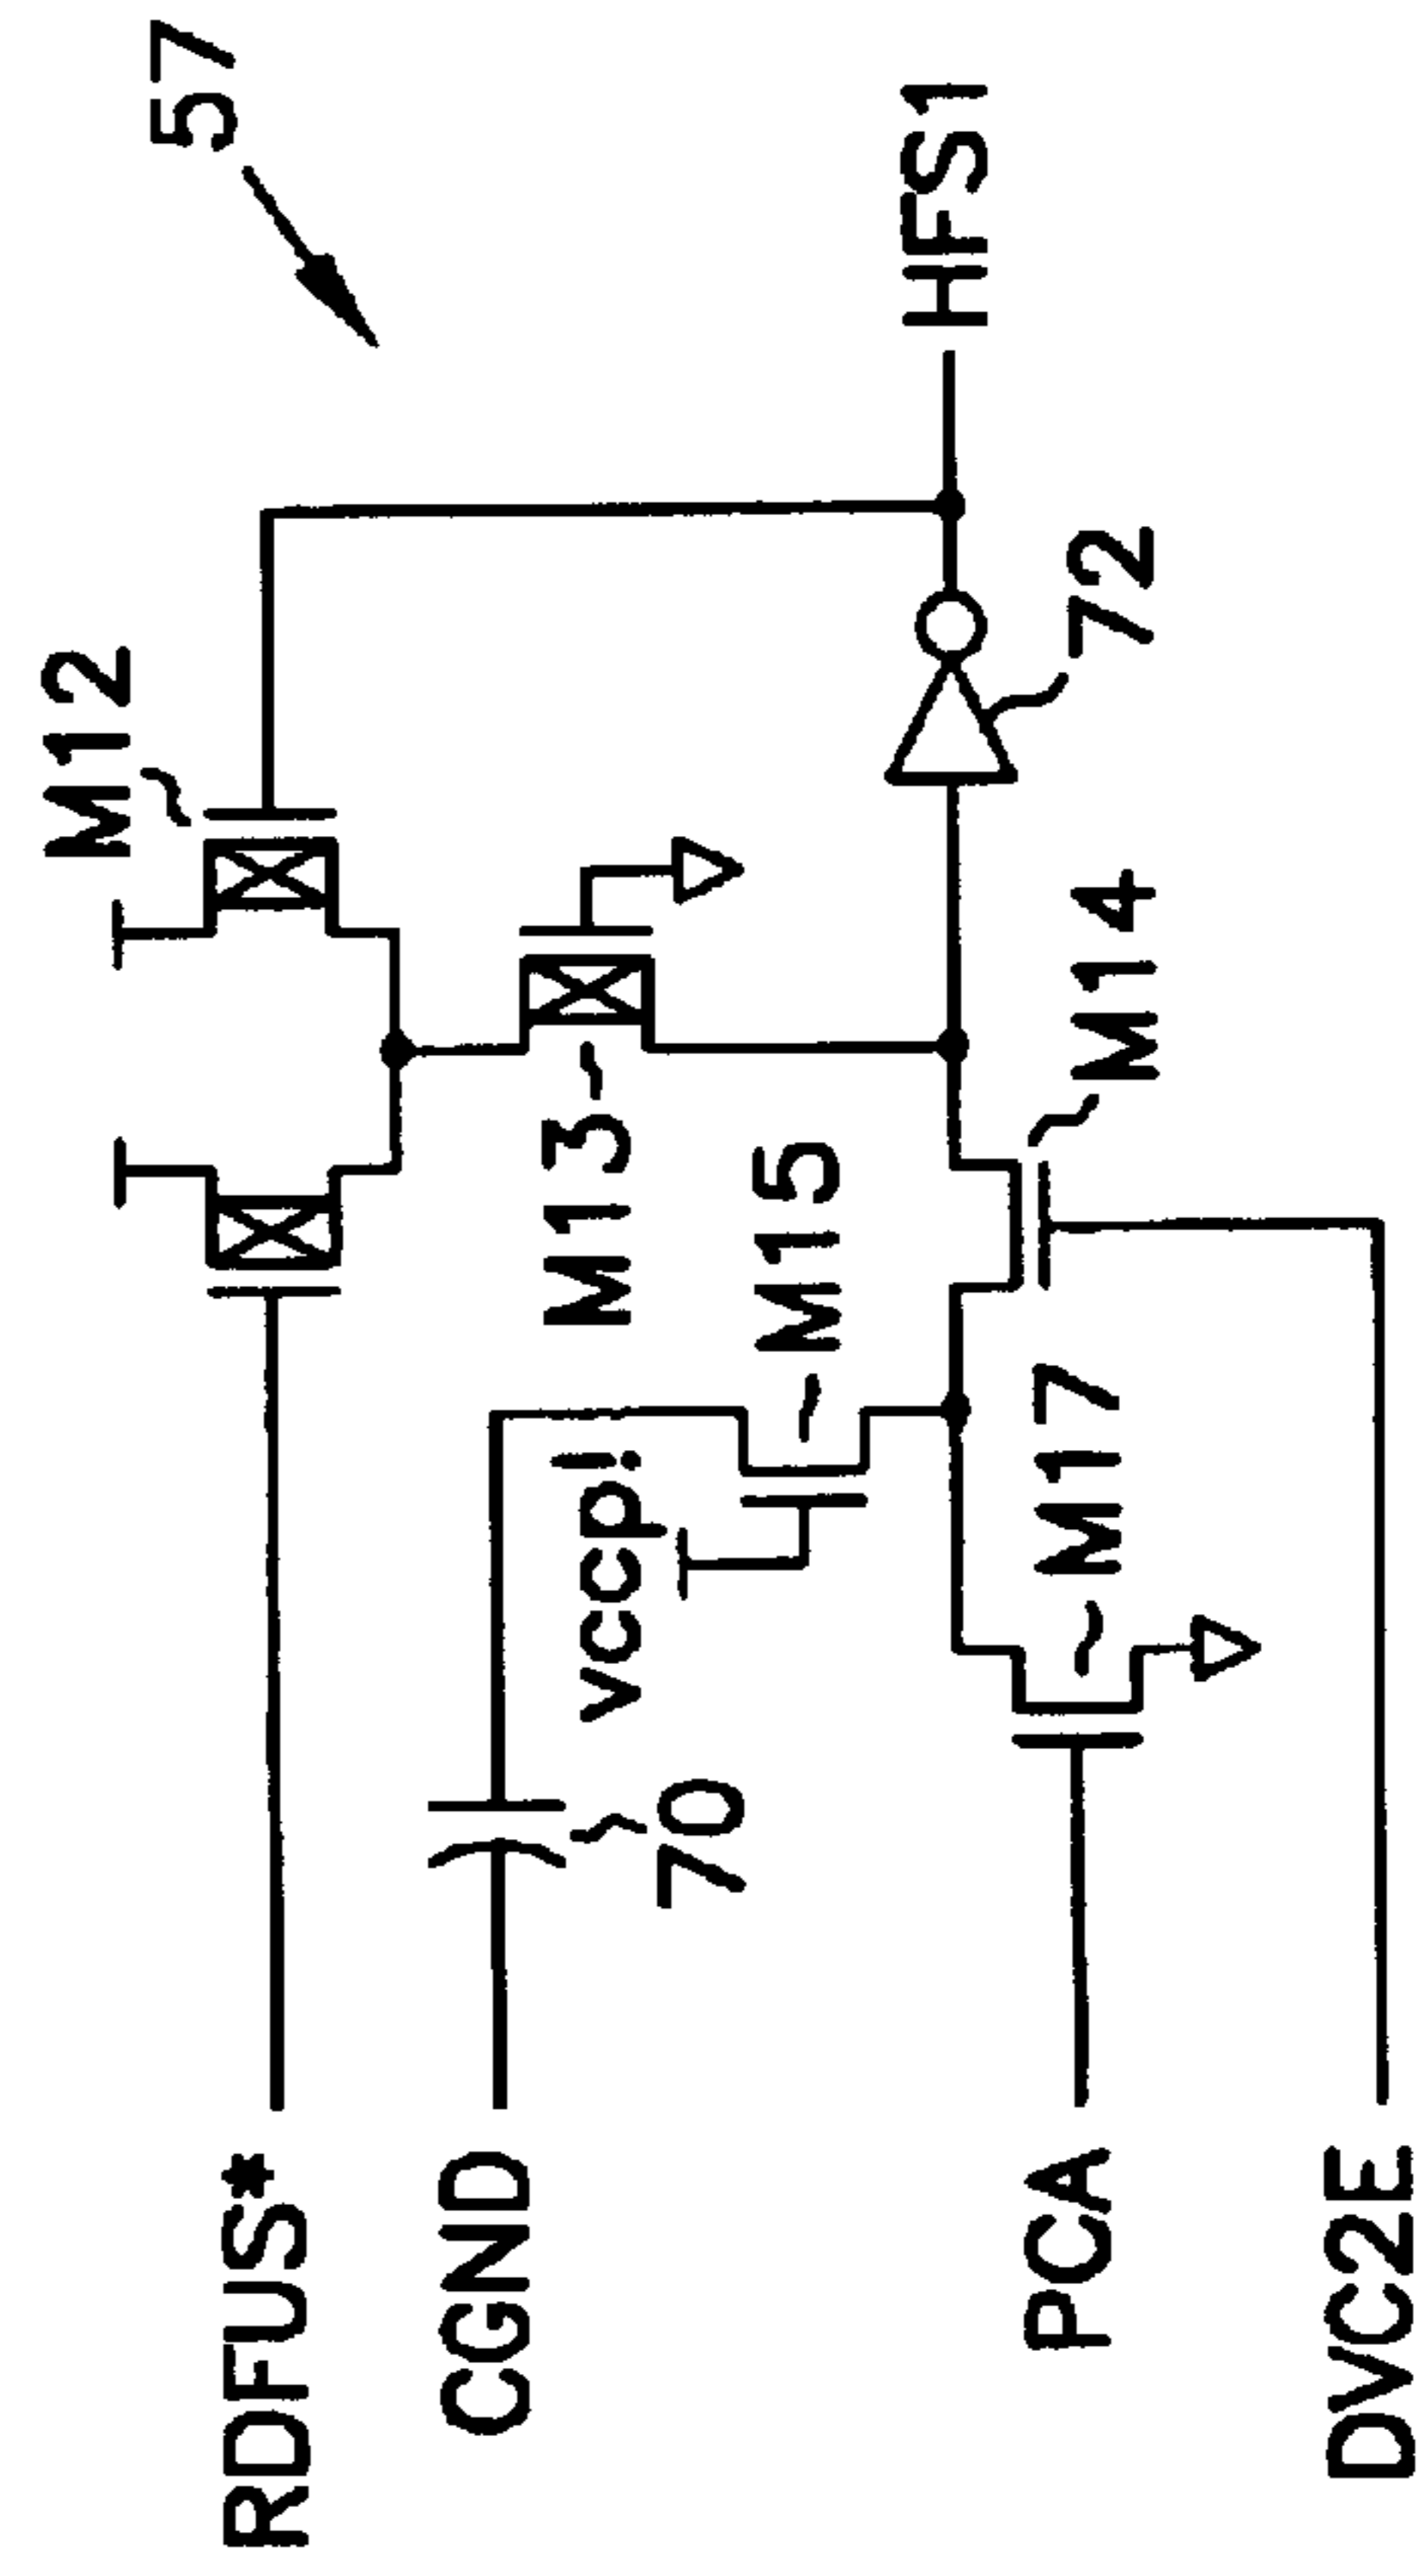 57
M12
RDFUS*
HFS1
M13
CGND
vccp!
M15
70
72
M14
M17
PCA
DVC2E